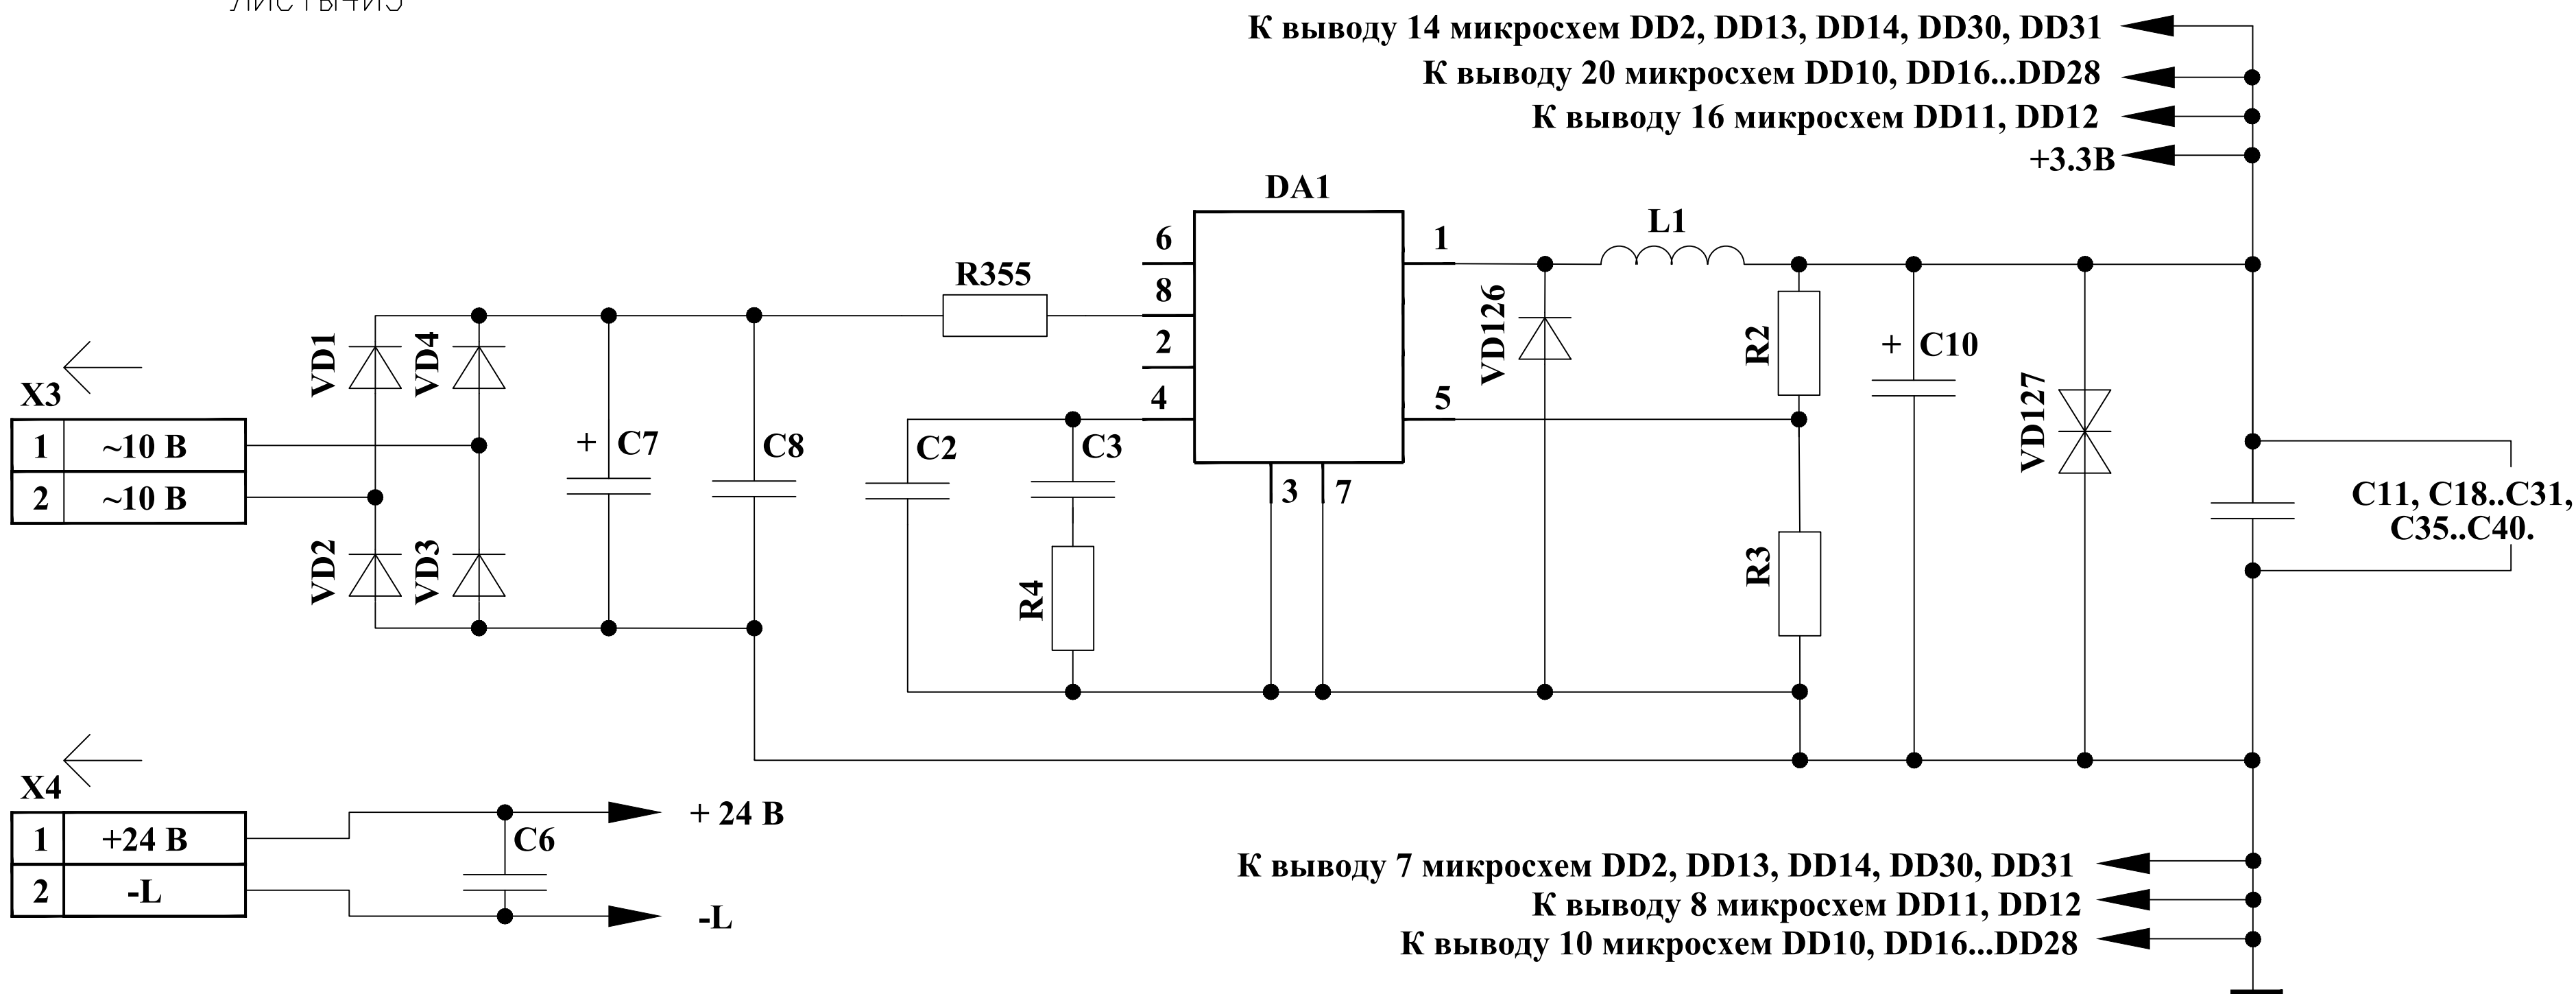 К выводу 14 микросхем DD2, DD13, DD14, DD30, DD31
К выводу 20 микросхем DD10, DD16...DD28
К выводу 16 микросхем DD11, DD12
+3.3В
DA1
6
8
2
4
1
5
3
7
L1
R355
VD126
R2
+ C10
VD127
R3
VD1
VD4
VD2
VD3
+ C7
C8
C2
C3
R4
X3
1 ~10 В
2 ~10 В
C11, C18..C31,
C35..C40.
X4
1 +24 В
2 -L
C6
+ 24 В
-L
К выводу 7 микросхем DD2, DD13, DD14, DD30, DD31
К выводу 8 микросхем DD11, DD12
К выводу 10 микросхем DD10, DD16...DD28